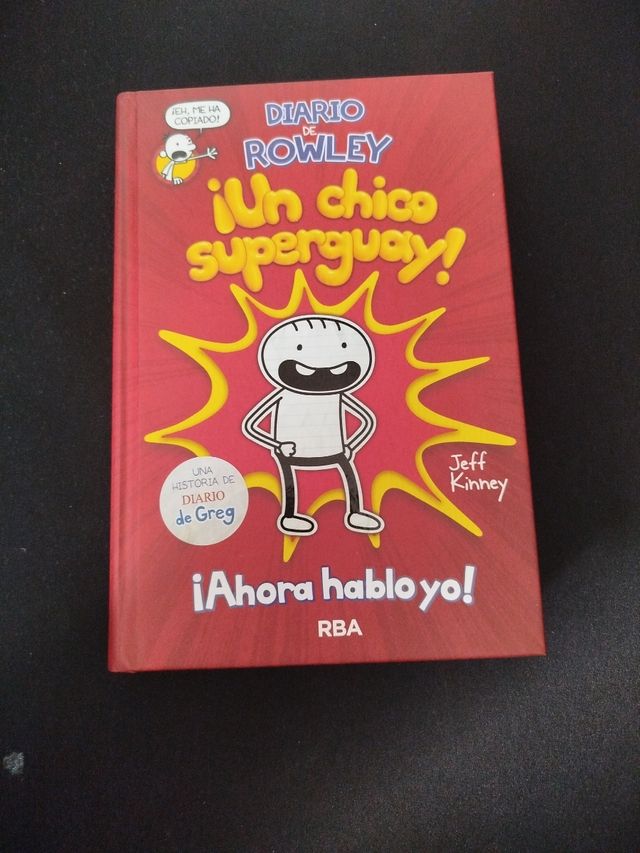 ¡EH, ME HA
COPIADO!
DIARIO
DE
ROWLEY
¡Un chico
superguay!
Jeff
Kinney
UNA
HISTORIA DE
DIARIO
de Greg
¡Ahora hablo yo!
RBA